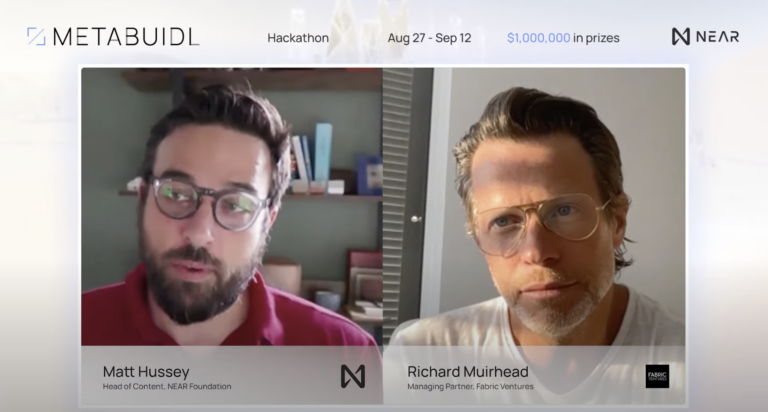 METABUIDL
Hackathon
Aug 27 - Sep 12
$1,000,000 in prizes
NEAR
Matt Hussey
Head of Content, NEAR Foundation
Richard Muirhead
Managing Partner, Fabric Ventures
FABRIC
VENTURES